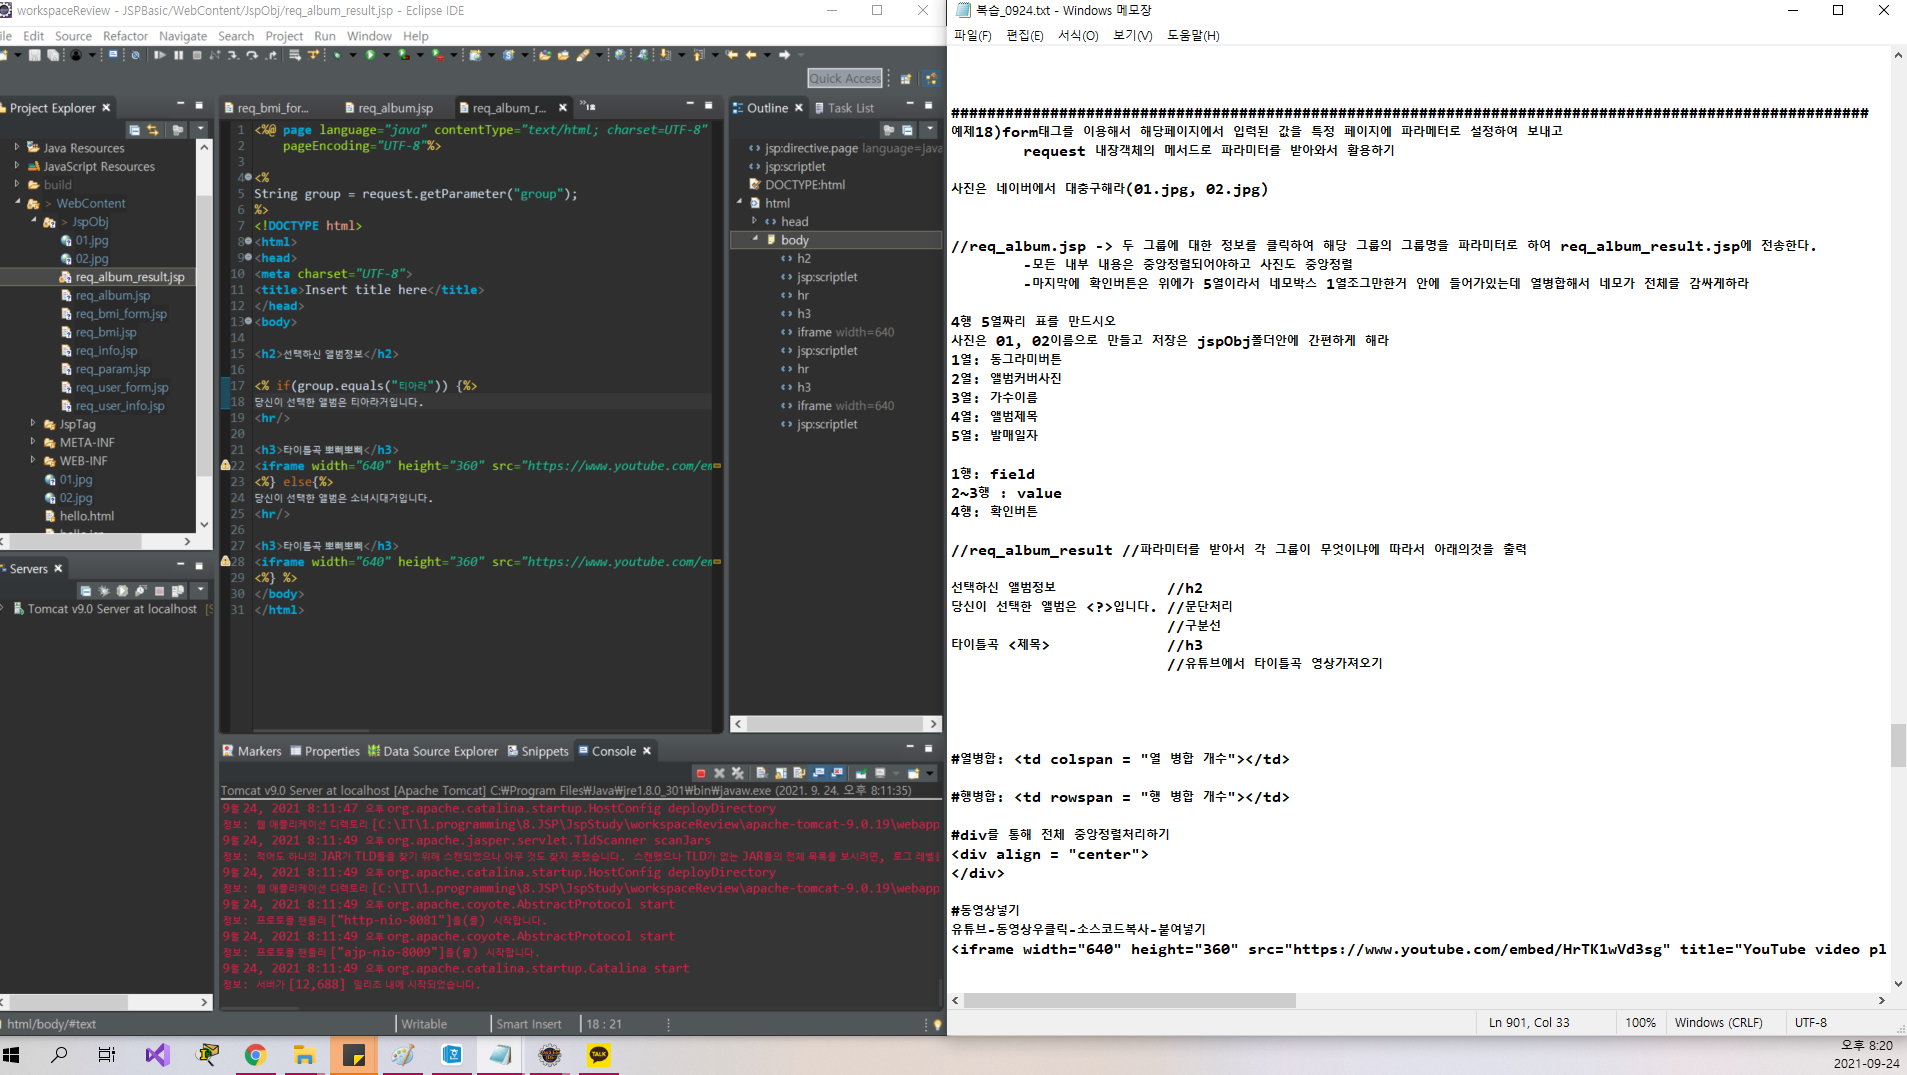 workspaceReview - JSPBasic/WebContent/JspObj/req_album_result.jsp - Eclipse IDE
ile Edit Source Refactor Navigate Search Project Run Window Help
Quick Access
Project Explorer
Java Resources
JavaScript Resources
build
> WebContent
> JspObj
01.jpg
02.jpg
req_album_result.jsp
req_album.jsp
req_bmi_form.jsp
req_bmi.jsp
req_info.jsp
req_param.jsp
req_user_form.jsp
req_user_info.jsp
JspTag
META-INF
WEB-INF
01.jpg
02.jpg
hello.html
hello.jsp
Servers
Tomcat v9.0 Server at localhost [S
req_bmi_for...
req_album.jsp
req_album_r...
»18
1 <%@ page language="java" contentType="text/html; charset=UTF-8"
2 pageEncoding="UTF-8"%>
3
4 <%
5 String group = request.getParameter("group");
6 %>
7 <!DOCTYPE html>
8 <html>
9 <head>
10 <meta charset="UTF-8">
11 <title>Insert title here</title>
12 </head>
13 <body>
14
15 <h2>선택하신 앨범정보</h2>
16
17 <% if(group.equals("티아라")) {%>
18 당신이 선택한 앨범은 티아라거입니다.
19 <hr/>
20
21 <h3>타이틀곡 뽀삐뽀삐</h3>
22 <iframe width="640" height="360" src="https://www.youtube.com/em
23 <%} else{%>
24 당신이 선택한 앨범은 소녀시대거입니다.
25 <hr/>
26
27 <h3>타이틀곡 뽀삐뽀삐</h3>
28 <iframe width="640" height="360" src="https://www.youtube.com/em
29 <%} %>
30 </body>
31 </html>
Outline
Task List
jsp:directive.page language=java
jsp:scriptlet
DOCTYPE:html
html
head
body
h2
jsp:scriptlet
hr
h3
iframe width=640
jsp:scriptlet
hr
h3
iframe width=640
jsp:scriptlet
Markers Properties Data Source Explorer Snippets Console
Tomcat v9.0 Server at localhost [Apache Tomcat] C:₩Program Files₩Java₩jre1.8.0_301₩bin₩javaw.exe (2021. 9. 24. 오후 8:11:35)
9월 24, 2021 8:11:47 오후 org.apache.catalina.startup.HostConfig deployDirectory
정보: 웹 애플리케이션 디렉토리 [C:\IT\1.programming\8.JSP\JspStudy\workspaceReview\apache-tomcat-9.0.19\webapp
9월 24, 2021 8:11:49 오후 org.apache.jasper.servlet.TldScanner scanJars
정보: 적어도 하나의 JAR가 TLD들을 찾기 위해 스캔되었으나 아무 것도 찾지 못했습니다. 스캔했으나 TLD가 없는 JAR들의 전체 목록을 보시려면, 로그 레벨을
9월 24, 2021 8:11:49 오후 org.apache.catalina.startup.HostConfig deployDirectory
정보: 웹 애플리케이션 디렉토리 [C:\IT\1.programming\8.JSP\JspStudy\workspaceReview\apache-tomcat-9.0.19\webapp
9월 24, 2021 8:11:49 오후 org.apache.coyote.AbstractProtocol start
정보: 프로토콜 핸들러 ["http-nio-8081"]을(를) 시작합니다.
9월 24, 2021 8:11:49 오후 org.apache.coyote.AbstractProtocol start
정보: 프로토콜 핸들러 ["ajp-nio-8009"]을(를) 시작합니다.
9월 24, 2021 8:11:49 오후 org.apache.catalina.startup.Catalina start
정보: 서버가 [12,688] 밀리초 내에 시작되었습니다.
html/body/#text
Writable
Smart Insert
18 : 21
복습_0924.txt - Windows 메모장
파일(F) 편집(E) 서식(O) 보기(V) 도움말(H)
######################################################################################################
예제18)form태그를 이용해서 해당페이지에서 입력된 값을 특정 페이지에 파라메터로 설정하여 보내고
request 내장객체의 메서드로 파라미터를 받아와서 활용하기
사진은 네이버에서 대충구해라(01.jpg, 02.jpg)
//req_album.jsp -> 두 그룹에 대한 정보를 클릭하여 해당 그룹의 그룹명을 파라미터로 하여 req_album_result.jsp에 전송한다.
-모든 내부 내용은 중앙정렬되어야하고 사진도 중앙정렬
-마지막에 확인버튼은 위에가 5열이라서 네모박스 1열조그만한거 안에 들어가있는데 열병합해서 네모가 전체를 감싸게하라
4행 5열짜리 표를 만드시오
사진은 01, 02이름으로 만들고 저장은 jspObj폴더안에 간편하게 해라
1열: 동그라미버튼
2열: 앨범커버사진
3열: 가수이름
4열: 앨범제목
5열: 발매일자
1행: field
2~3행 : value
4행: 확인버튼
//req_album_result //파라미터를 받아서 각 그룹이 무엇이냐에 따라서 아래의것을 출력
선택하신 앨범정보 //h2
당신이 선택한 앨범은 <?>입니다. //문단처리
//구분선
타이틀곡 <제목> //h3
//유튜브에서 타이틀곡 영상가져오기
#열병합: <td colspan = "열 병합 개수"></td>
#행병합: <td rowspan = "행 병합 개수"></td>
#div를 통해 전체 중앙정렬처리하기
<div align = "center">
</div>
#동영상넣기
유튜브-동영상우클릭-소스코드복사-붙여넣기
<iframe width="640" height="360" src="https://www.youtube.com/embed/HrTK1wVd3sg" title="YouTube video pl
Ln 901, Col 33
100%
Windows (CRLF)
UTF-8
TALK
오후 8:20
2021-09-24